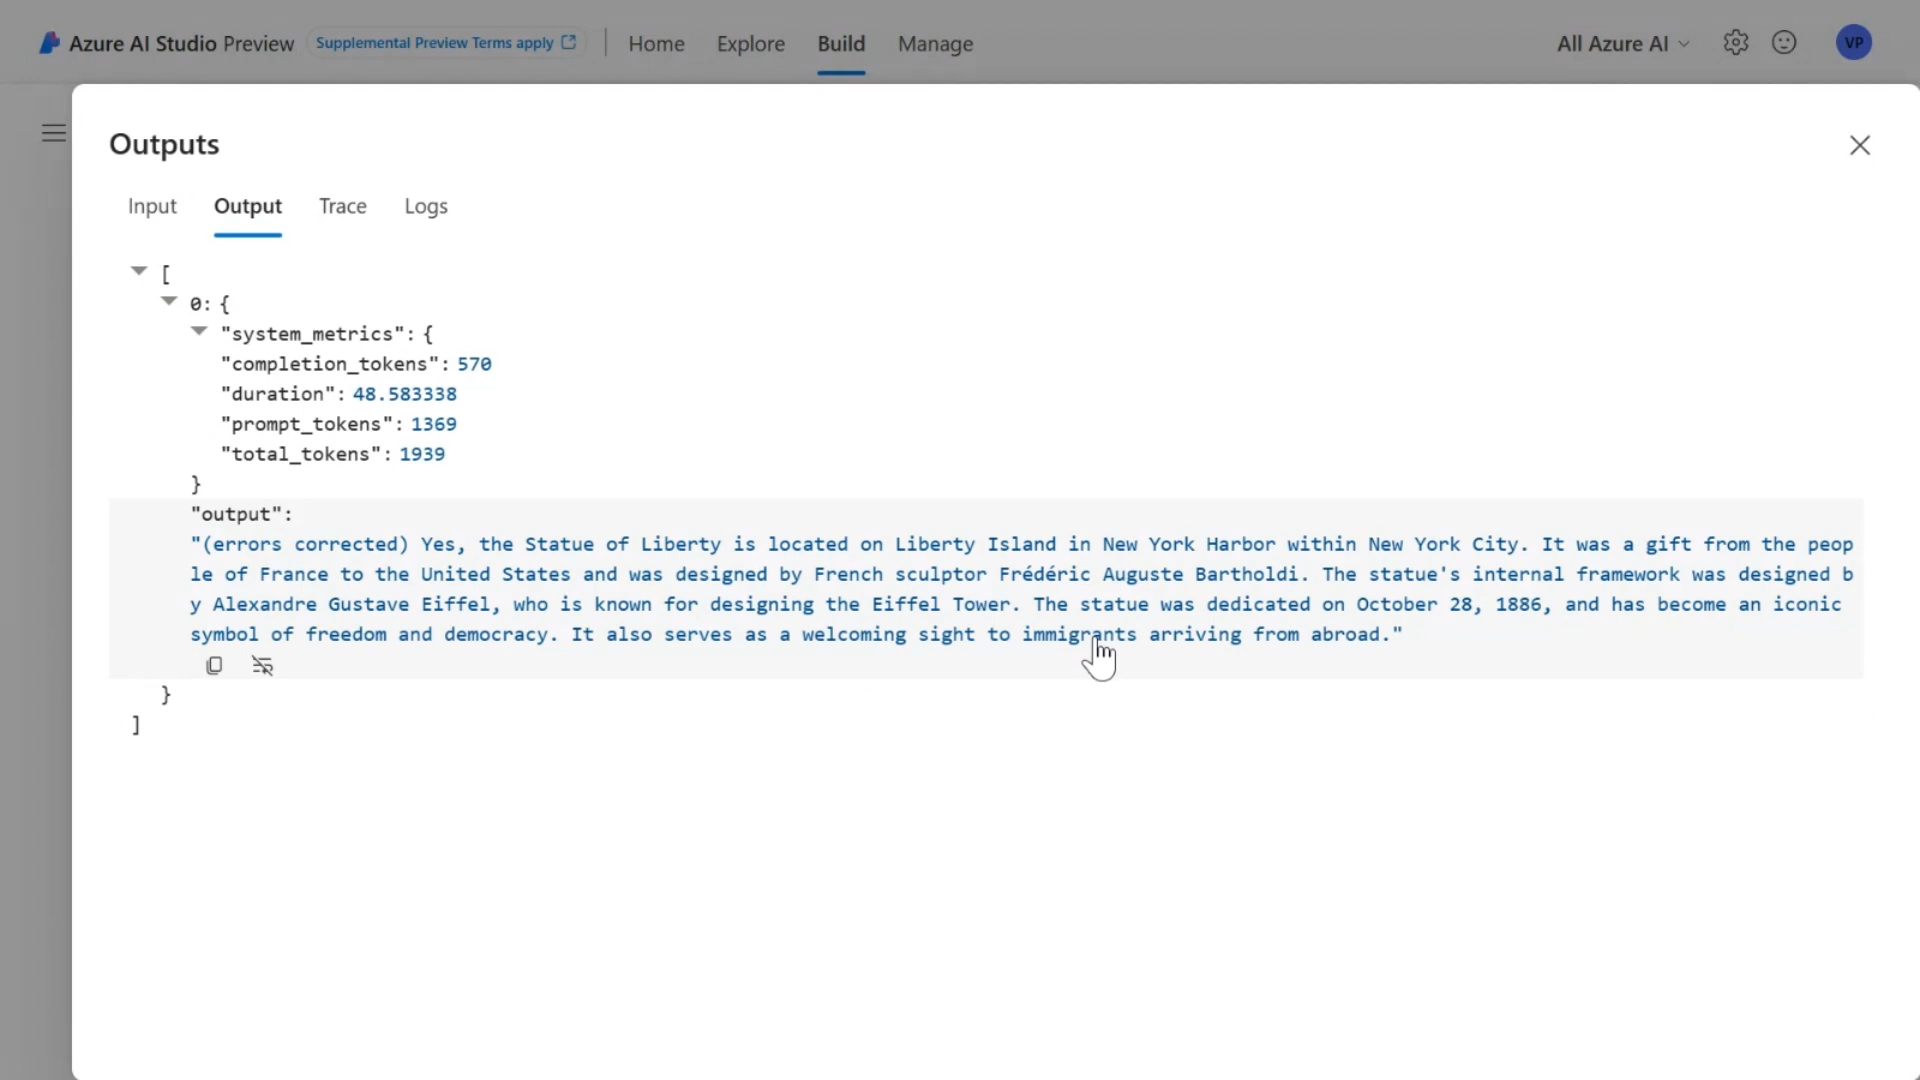 Azure AI Studio Preview Supplemental Preview Terms apply Home Explore Build Manage All Azure AI VP
Outputs
Input Output Trace Logs
[
0: {
"system_metrics": {
"completion_tokens": 570
"duration": 48.583338
"prompt_tokens": 1369
"total_tokens": 1939
}
"output":
"(errors corrected) Yes, the Statue of Liberty is located on Liberty Island in New York Harbor within New York City. It was a gift from the peop
le of France to the United States and was designed by French sculptor Frédéric Auguste Bartholdi. The statue's internal framework was designed b
y Alexandre Gustave Eiffel, who is known for designing the Eiffel Tower. The statue was dedicated on October 28, 1886, and has become an iconic
symbol of freedom and democracy. It also serves as a welcoming sight to immigrants arriving from abroad."
}
]